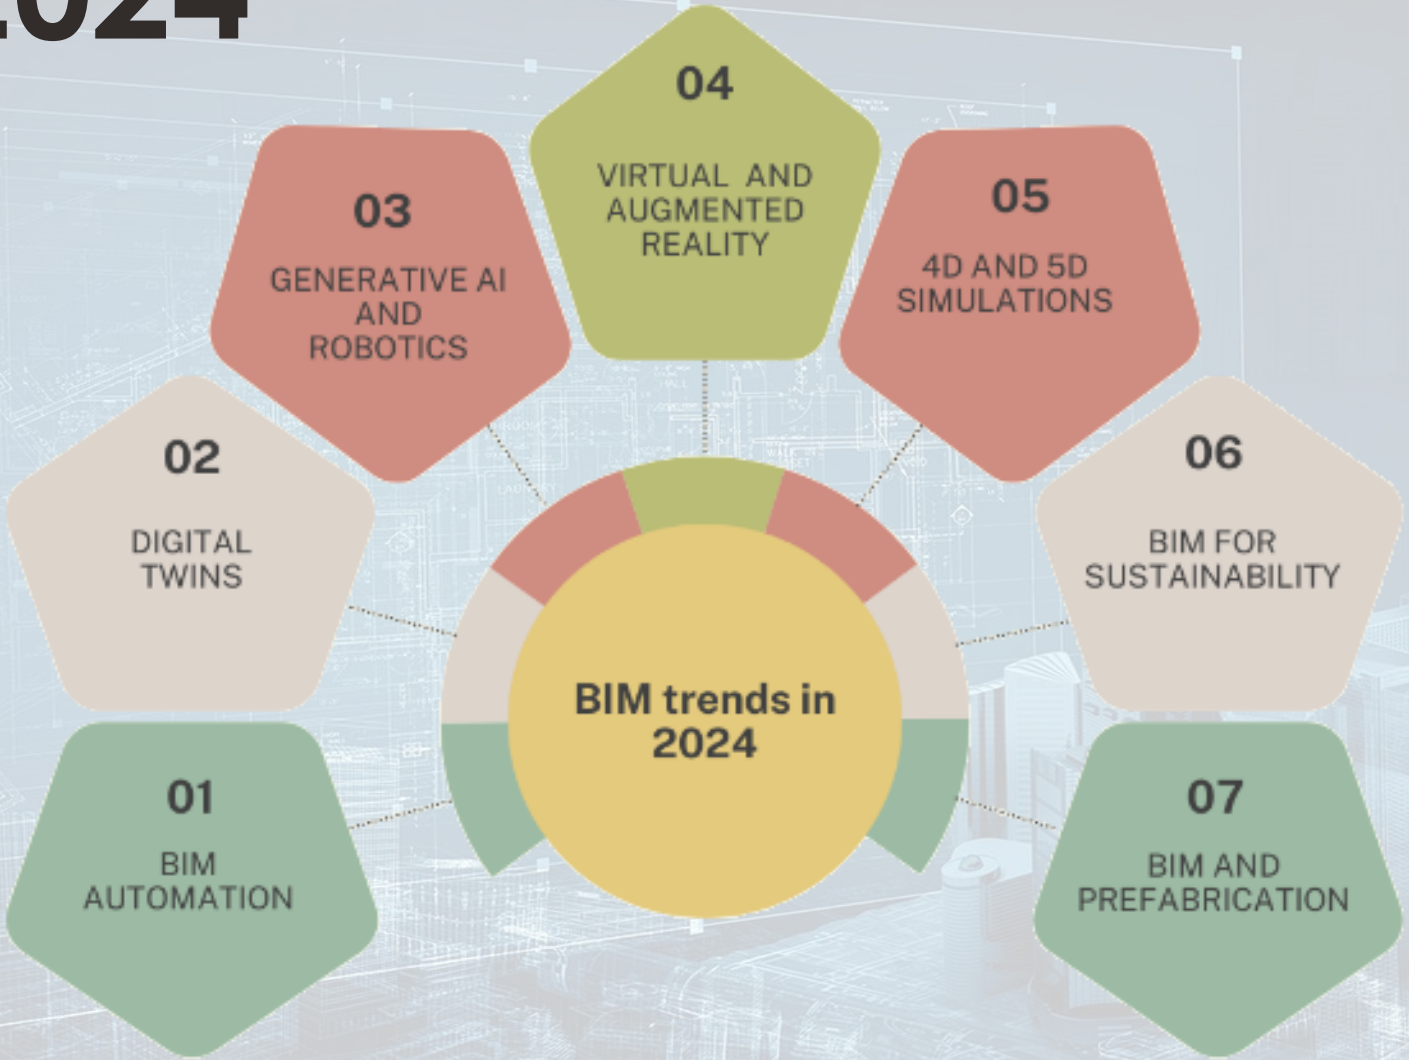 2024
04
VIRTUAL AND
AUGMENTED
REALITY
03
GENERATIVE AI
AND
ROBOTICS
05
4D AND 5D
SIMULATIONS
02
DIGITAL
TWINS
06
BIM FOR
SUSTAINABILITY
BIM trends in
2024
01
BIM
AUTOMATION
07
BIM AND
PREFABRICATION